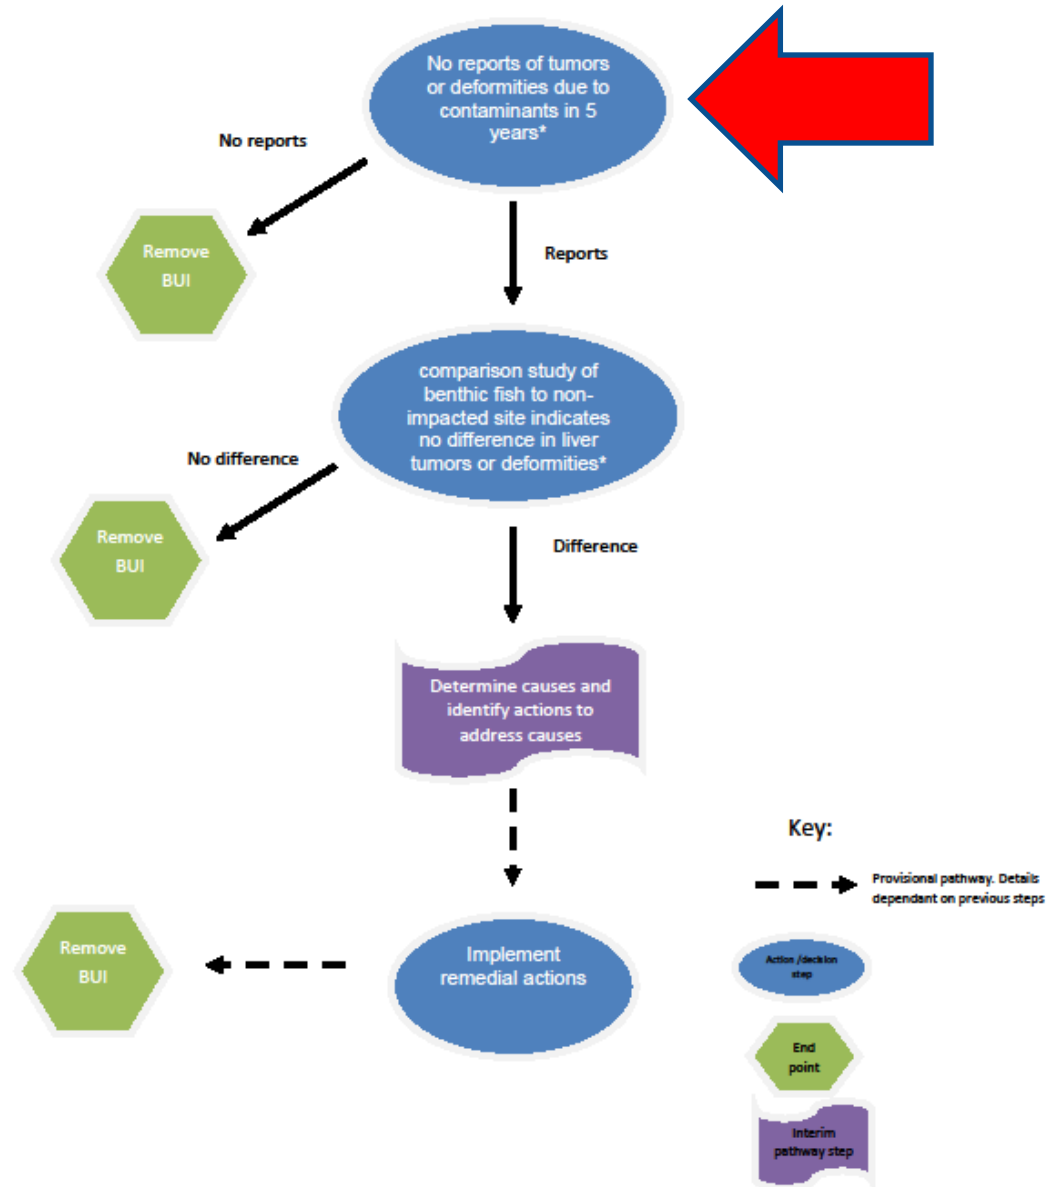 No reports of tumors
or deformities due to
contaminants in 5
years*
No reports
Remove
BUI
Reports
comparison study of
benthic fish to non-
impacted site indicates
no difference in liver
tumors or deformities*
No difference
Remove
BUI
Difference
Determine causes and
identify actions to
address causes
Implement
remedial actions
Remove
BUI
Key:
Provisional pathway. Details
dependant on previous steps
Action /decision
step
End
point
Interim
pathway step